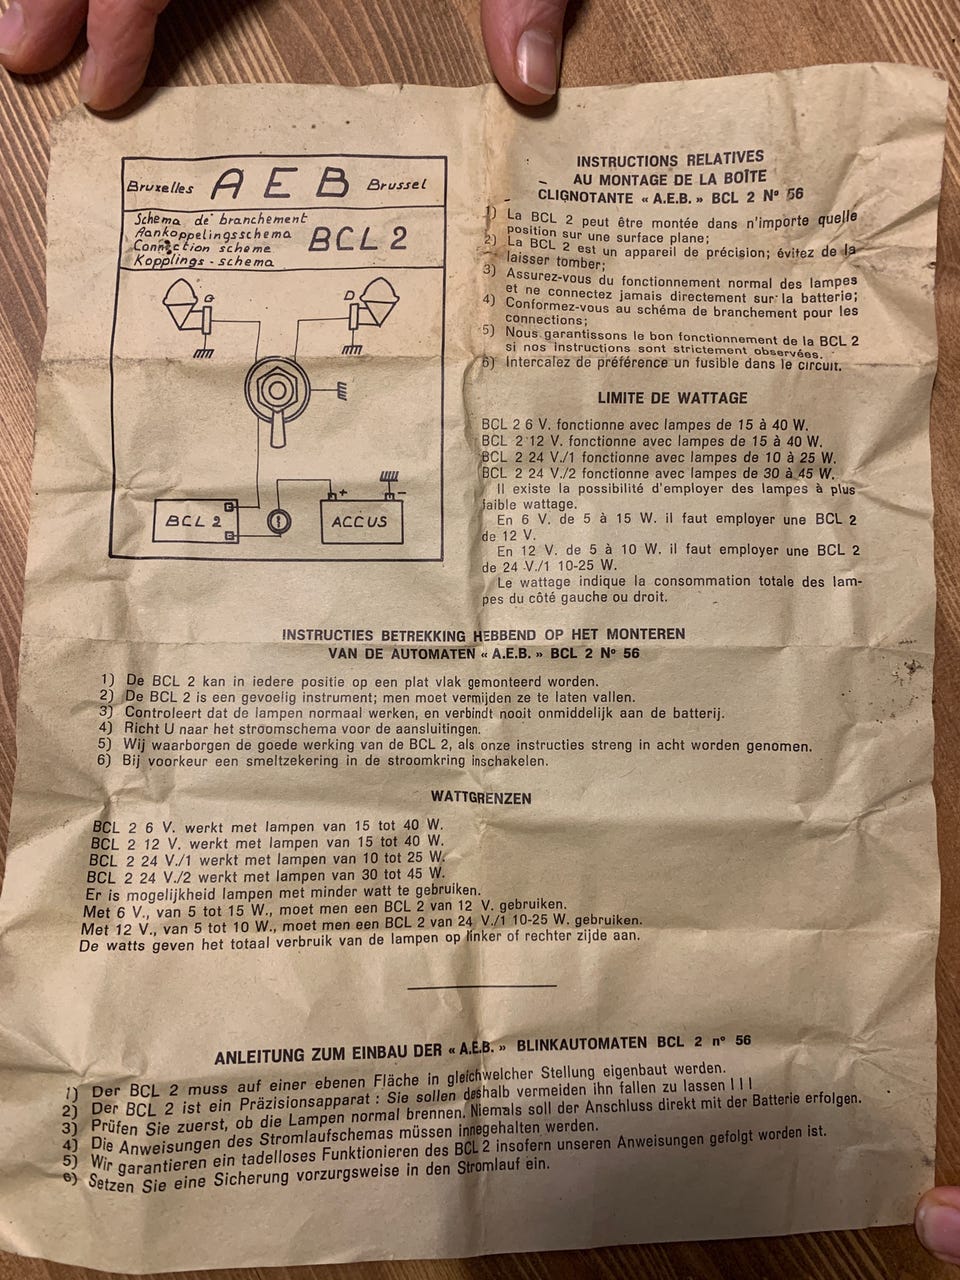 Bruxelles AEB Brussel
Schema de branchement
Aankoppelingsschema
Connection scheme
Kopplings-schema
BCL 2
G
D
BCL 2
+
-
ACCUS
INSTRUCTIONS RELATIVES
AU MONTAGE DE LA BOÎTE
CLIGNOTANTE « A.E.B. » BCL 2 N° 56
1) La BCL 2 peut être montée dans n'importe quelle
position sur une surface plane;
2) La BCL 2 est un appareil de précision; évitez de la
laisser tomber;
3) Assurez-vous du fonctionnement normal des lampes
et ne connectez jamais directement sur la batterie;
4) Conformez-vous au schéma de branchement pour les
connections;
5) Nous garantissons le bon fonctionnement de la BCL 2
si nos instructions sont strictement observées.
6) Intercalez de préférence un fusible dans le circuit.
LIMITE DE WATTAGE
BCL 2 6 V. fonctionne avec lampes de 15 à 40 W.
BCL 2 12 V. fonctionne avec lampes de 15 à 40 W.
BCL 2 24 V./1 fonctionne avec lampes de 10 à 25 W.
BCL 2 24 V./2 fonctionne avec lampes de 30 à 45 W.
Il existe la possibilité d'employer des lampes à plus
faible wattage.
En 6 V. de 5 à 15 W. il faut employer une BCL 2
de 12 V.
En 12 V. de 5 à 10 W. il faut employer une BCL 2
de 24 V./1 10-25 W.
Le wattage indique la consommation totale des lam-
pes du côté gauche ou droit.
INSTRUCTIES BETREKKING HEBBEND OP HET MONTEREN
VAN DE AUTOMATEN « A.E.B. » BCL 2 N° 56
1) De BCL 2 kan in iedere positie op een plat vlak gemonteerd worden.
2) De BCL 2 is een gevoelig instrument; men moet vermijden ze te laten vallen.
3) Controleert dat de lampen normaal werken, en verbindt nooit onmiddelijk aan de batterij.
4) Richt U naar het stroomschema voor de aansluitingen.
5) Wij waarborgen de goede werking van de BCL 2, als onze instructies streng in acht worden genomen.
6) Bij voorkeur een smeltzekering in de stroomkring inschakelen.
WATTGRENZEN
BCL 2 6 V. werkt met lampen van 15 tot 40 W.
BCL 2 12 V. werkt met lampen van 15 tot 40 W.
BCL 2 24 V./1 werkt met lampen van 10 tot 25 W.
BCL 2 24 V./2 werkt met lampen van 30 tot 45 W.
Er is mogelijkheid lampen met minder watt te gebruiken.
Met 6 V., van 5 tot 15 W., moet men een BCL 2 van 12 V. gebruiken.
Met 12 V., van 5 tot 10 W., moet men een BCL 2 van 24 V./1 10-25 W. gebruiken.
De watts geven het totaal verbruik van de lampen op linker of rechter zijde aan.
ANLEITUNG ZUM EINBAU DER « A.E.B. » BLINKAUTOMATEN BCL 2 n° 56
1) Der BCL 2 muss auf einer ebenen Fläche in gleichwelcher Stellung eigenbaut werden.
2) Der BCL 2 ist ein Präzisionsapparat : Sie sollen deshalb vermeiden ihn fallen zu lassen !!!
3) Prüfen Sie zuerst, ob die Lampen normal brennen. Niemals soll der Anschluss direkt mit der Batterie erfolgen.
4) Die Anweisungen des Stromlaufschemas müssen innegehalten werden.
5) Wir garantieren ein tadelloses Funktionieren des BCL 2 insofern unseren Anweisungen gefolgt worden ist.
6) Setzen Sie eine Sicherung vorzurgsweise in den Stromlauf ein.